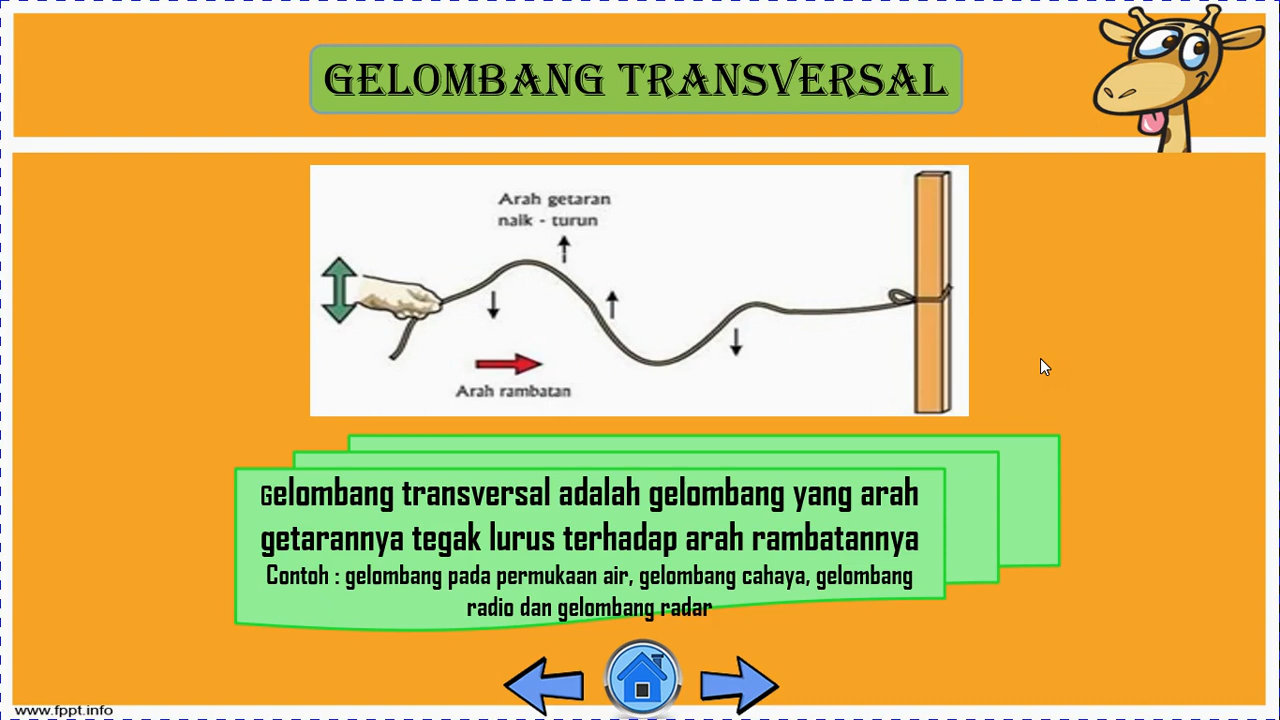 GELOMBANG TRANSVERSAL
Arah getaran
naik - turun
Arah rambatan
Gelombang transversal adalah gelombang yang arah
getarannya tegak lurus terhadap arah rambatannya
Contoh : gelombang pada permukaan air, gelombang cahaya, gelombang
radio dan gelombang radar
www.fppt.info